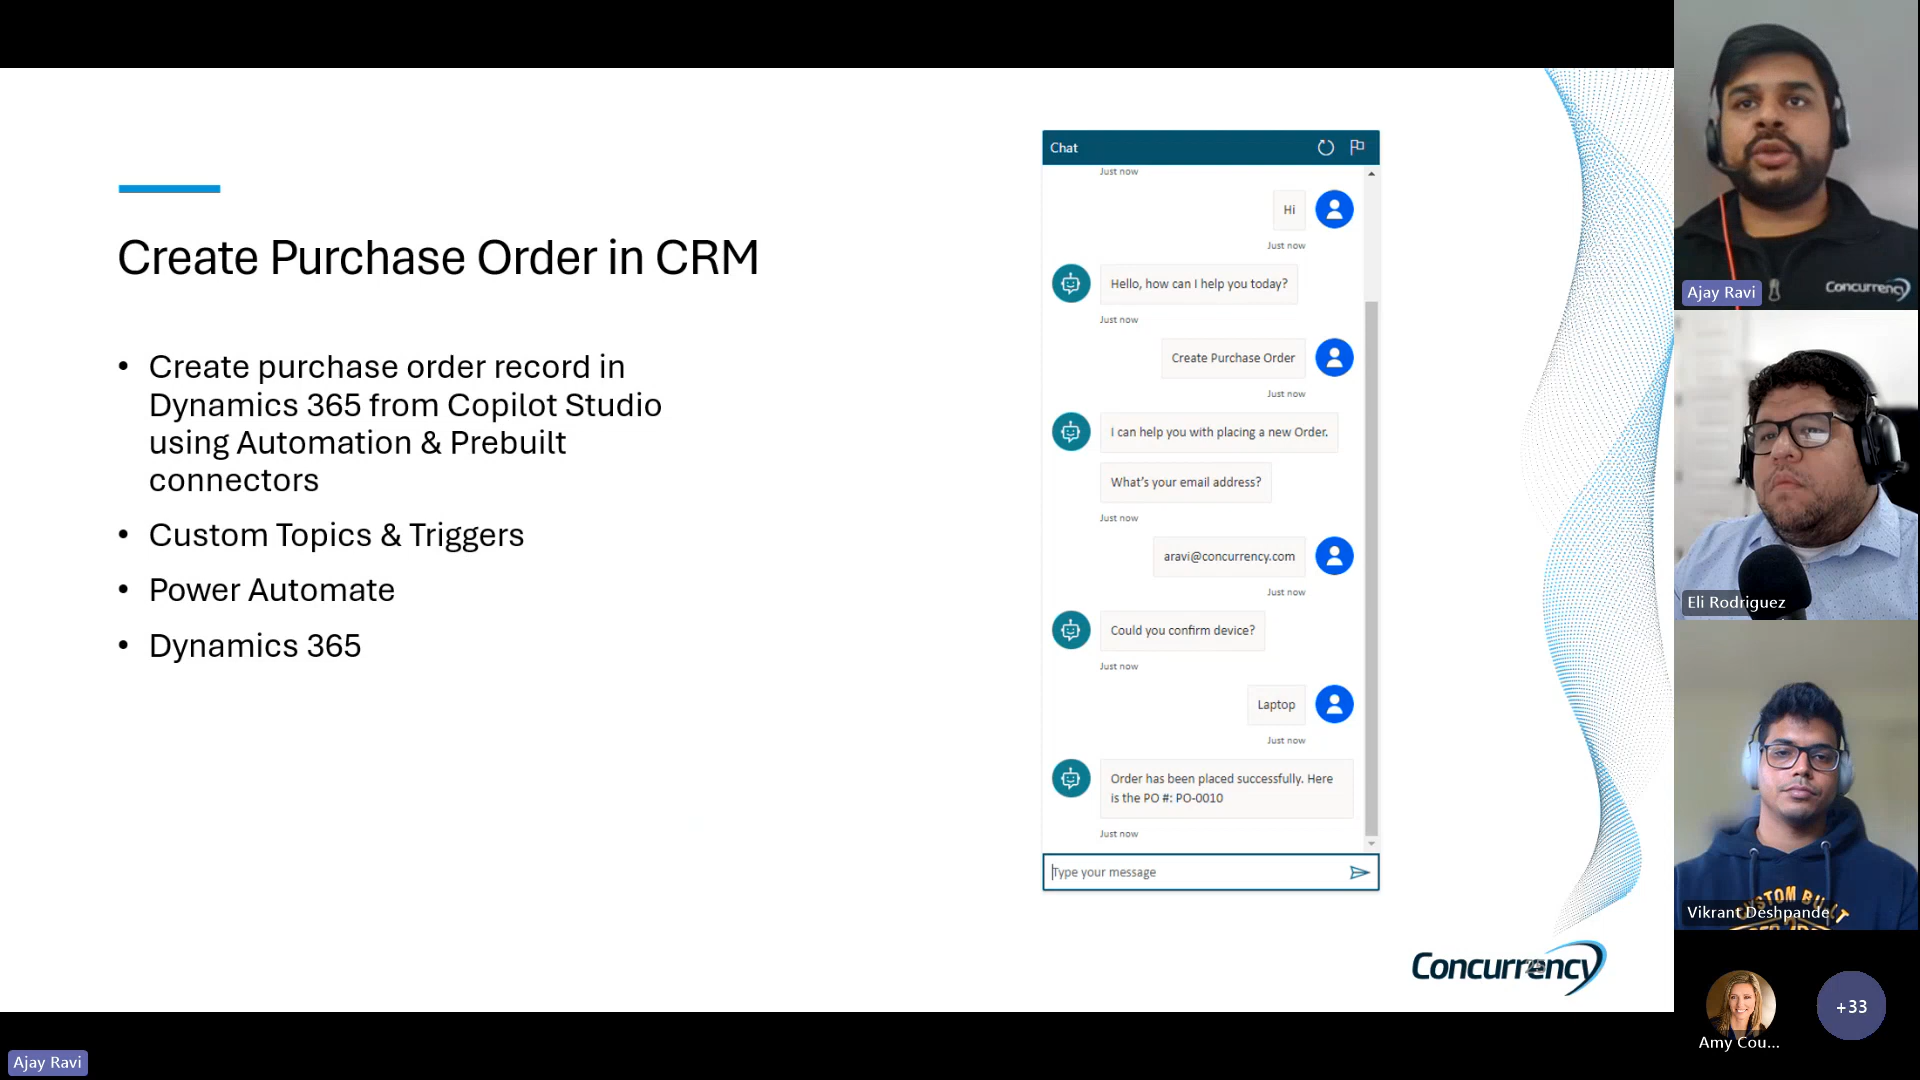 Create Purchase Order in CRM
• Create purchase order record in
Dynamics 365 from Copilot Studio
using Automation & Prebuilt
connectors
• Custom Topics & Triggers
• Power Automate
• Dynamics 365
Chat
Just now
Hi
Just now
Hello, how can I help you today?
Just now
Create Purchase Order
Just now
I can help you with placing a new Order.
What's your email address?
Just now
aravi@concurrency.com
Just now
Could you confirm device?
Just now
Laptop
Just now
Order has been placed successfully. Here
is the PO #: PO-0010
Just now
Type your message
Concurrency
Ajay Ravi
Concurrency
Eli Rodriguez
CUSTOM BUILT
Vikrant Deshpande
Amy Cou...
+33
Ajay Ravi